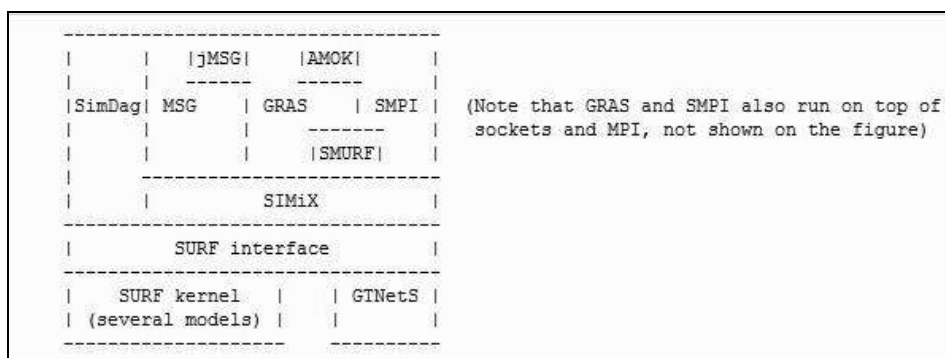 |jMSG| |AMOK|
|SimDag| MSG | GRAS | SMPI | (Note that GRAS and SMPI also run on top of
sockets and MPI, not shown on the figure)
|SMURF|
SIMiX
SURF interface
SURF kernel | | GTNetS |
(several models) |